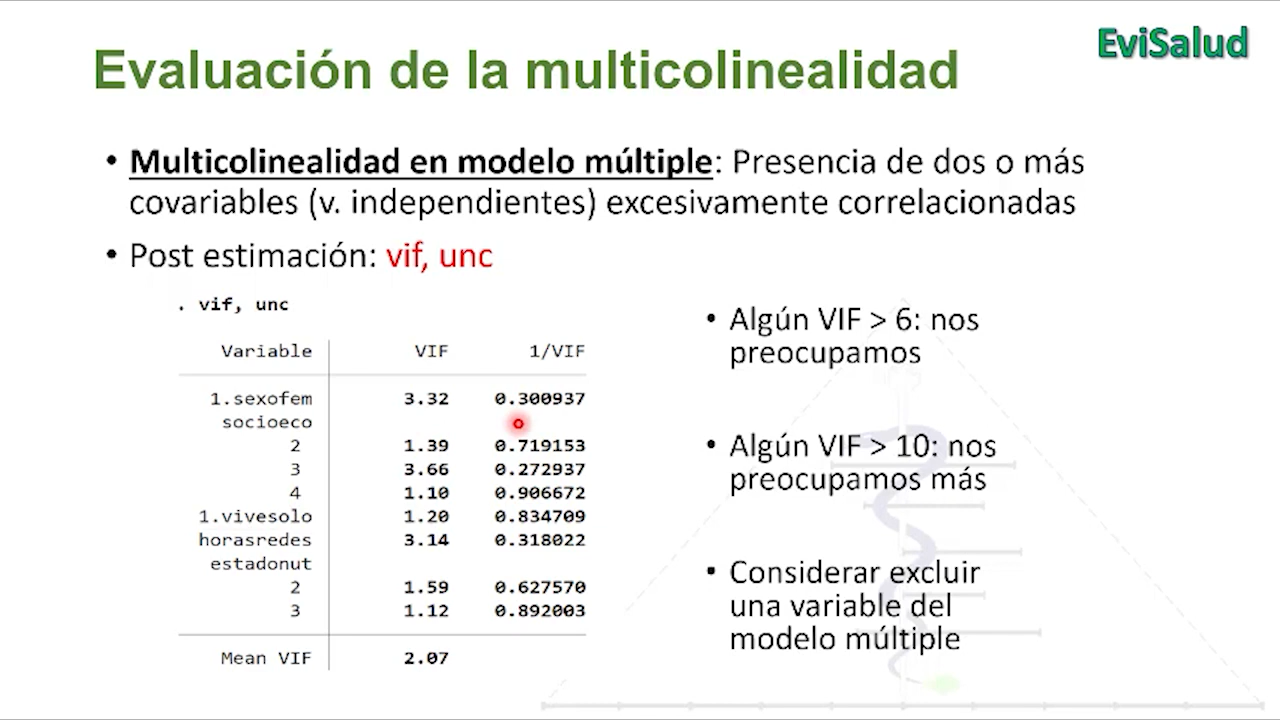 EviSalud
Evaluación de la multicolinealidad
• Multicolinealidad en modelo múltiple: Presencia de dos o más
covariables (v. independientes) excesivamente correlacionadas
• Post estimación: vif, unc
. vif, unc
Variable VIF 1/VIF
1.sexofem 3.32 0.300937
socioeco
2 1.39 0.719153
3 3.66 0.272937
4 1.10 0.906672
1.vivesolo 1.20 0.834709
horasredes 3.14 0.318022
estadonut
2 1.59 0.627570
3 1.12 0.892003
Mean VIF 2.07
• Algún VIF > 6: nos
preocupamos
• Algún VIF > 10: nos
preocupamos más
• Considerar excluir
una variable del
modelo múltiple